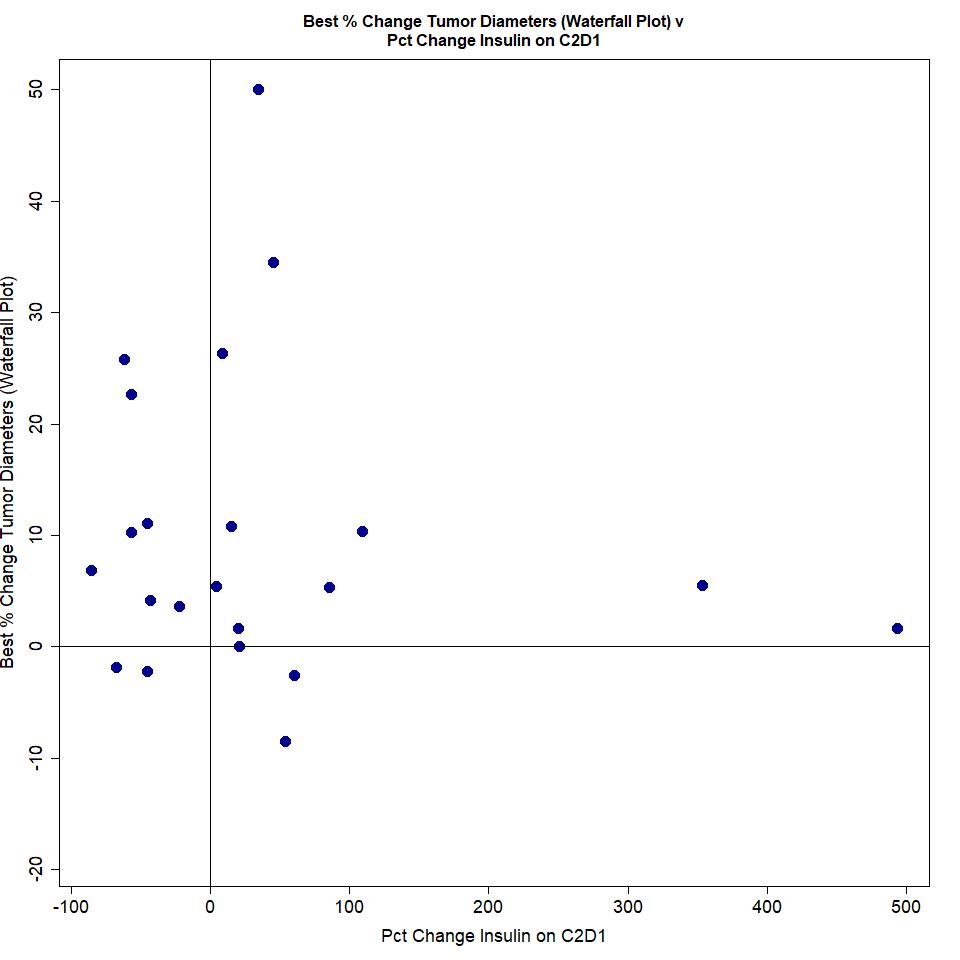 Best % Change Tumor Diameters (Waterfall Plot) v
Pct Change Insulin on C2D1
Best % Change Tumor Diameters (Waterfall Plot)
50
40
30
20
10
0
-10
-20
-100 0 100 200 300 400 500
Pct Change Insulin on C2D1